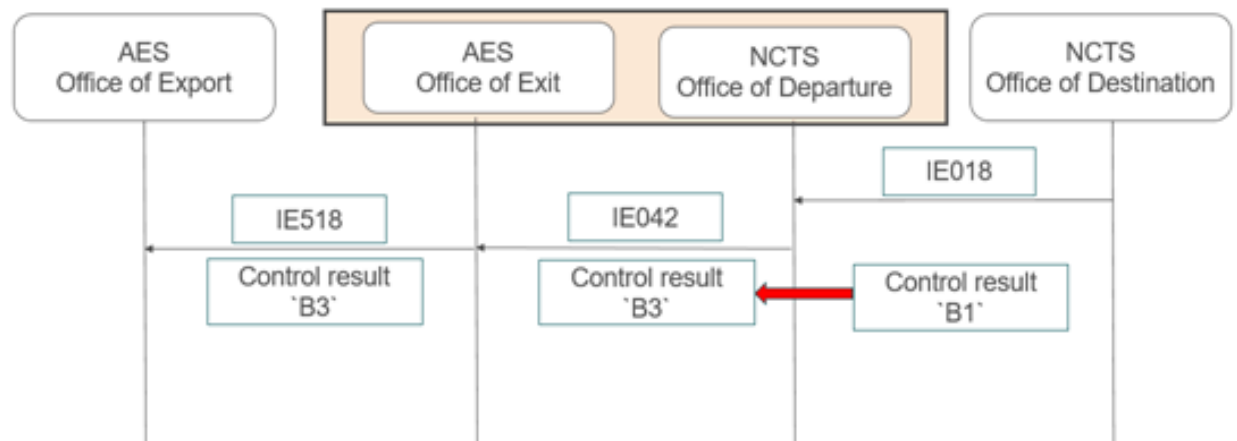 AES
Office of Export
AES
Office of Exit
NCTS
Office of Departure
NCTS
Office of Destination
IE018
IE518
IE042
Control result
`B3`
Control result
`B3`
Control result
`B1`